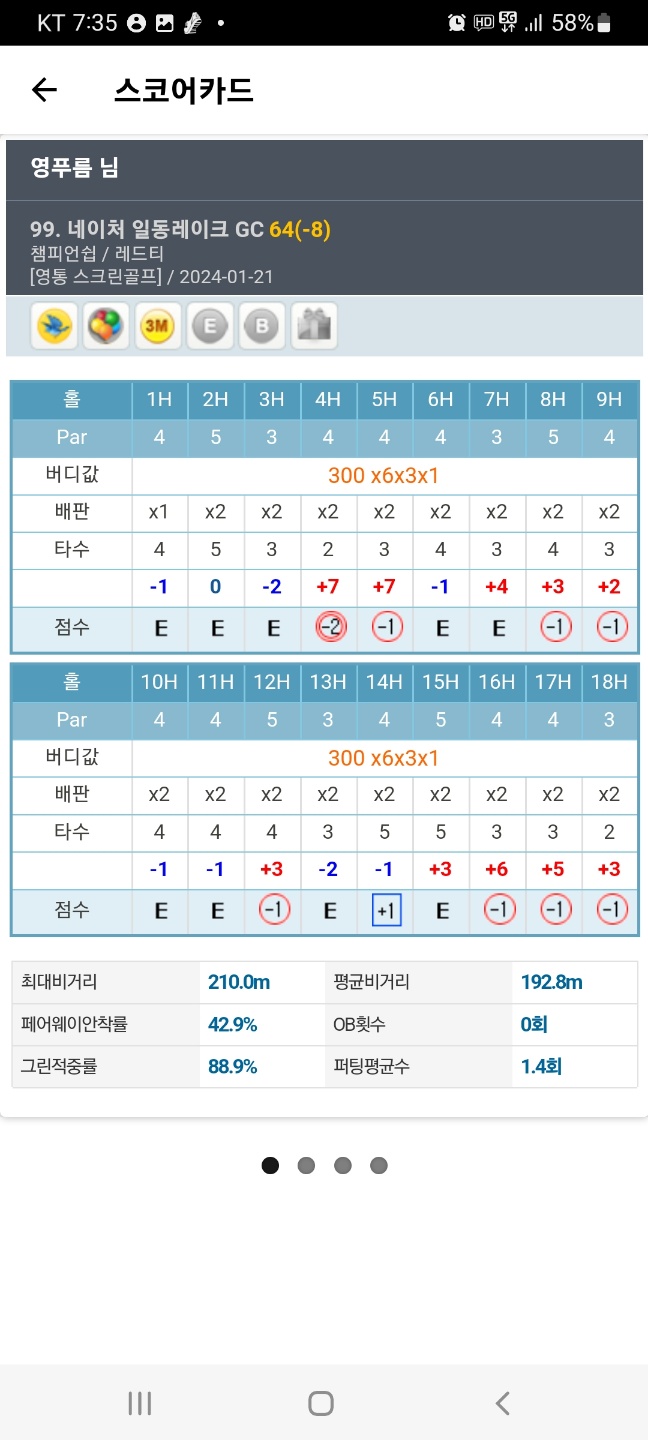 KT 7:35 HD 5G 58%
스코어카드
영푸름 님
99. 네이처 일동레이크 GC 64(-8)
챔피언쉽 / 레드티
[영통 스크린골프] / 2024-01-21
3M E B
홀 1H 2H 3H 4H 5H 6H 7H 8H 9H
Par 4 5 3 4 4 4 3 5 4
버디값 300 x6x3x1
배판 x1 x2 x2 x2 x2 x2 x2 x2 x2
타수 4 5 3 2 3 4 3 4 3
-1 0 -2 +7 +7 -1 +4 +3 +2
점수 E E E -2 -1 E E -1 -1
홀 10H 11H 12H 13H 14H 15H 16H 17H 18H
Par 4 4 5 3 4 5 4 4 3
버디값 300 x6x3x1
배판 x2 x2 x2 x2 x2 x2 x2 x2 x2
타수 4 4 4 3 5 5 3 3 2
-1 -1 +3 -2 -1 +3 +6 +5 +3
점수 E E -1 E +1 E -1 -1 -1
최대비거리 210.0m 평균비거리 192.8m
페어웨이안착률 42.9% OB횟수 0회
그린적중률 88.9% 퍼팅평균수 1.4회